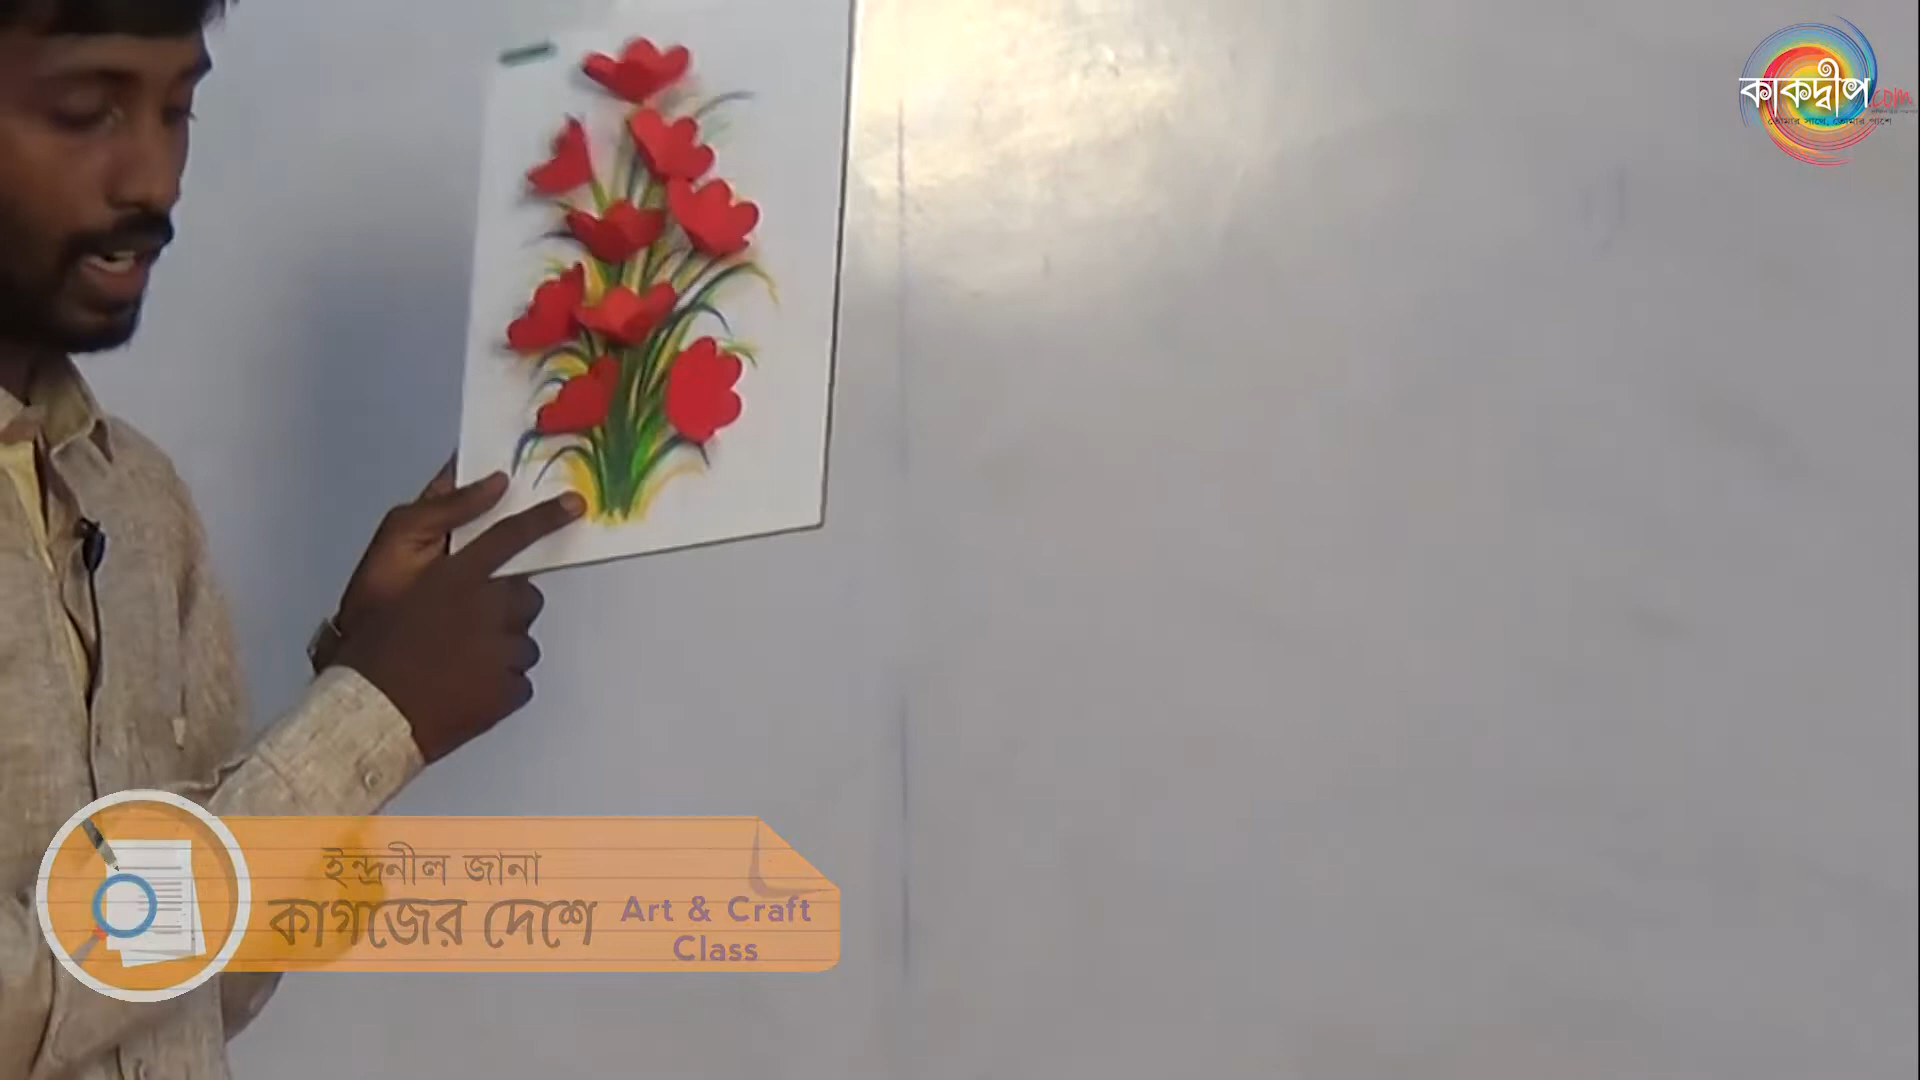 কাকদ্বীপ.com
তোমার সাথে, তোমার পাশে
ইন্দ্রনীল জানা
কাগজের দেশে
Art & Craft
Class